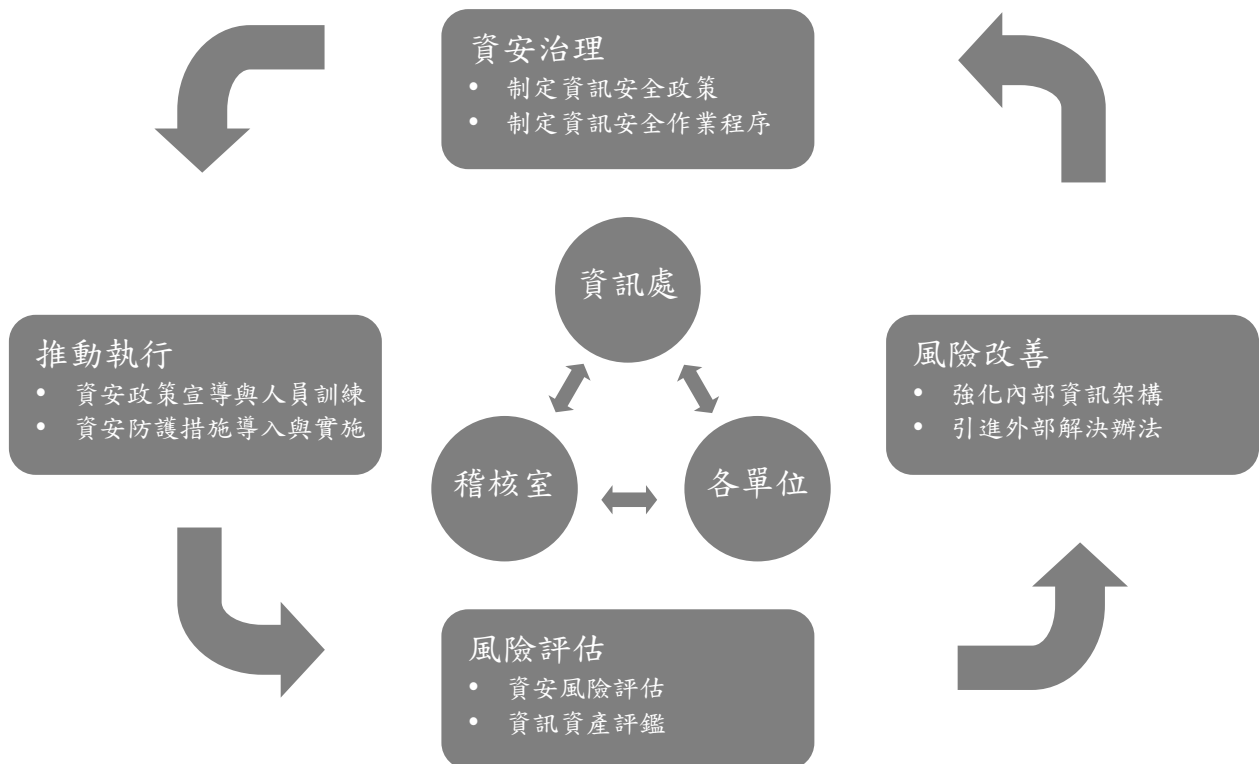 資安治理
• 制定資訊安全政策
• 制定資訊安全作業程序
資訊處
推動執行
• 資安政策宣導與人員訓練
• 資安防護措施導入與實施
風險改善
• 強化內部資訊架構
• 引進外部解決辦法
稽核室
各單位
風險評估
• 資安風險評估
• 資訊資產評鑑